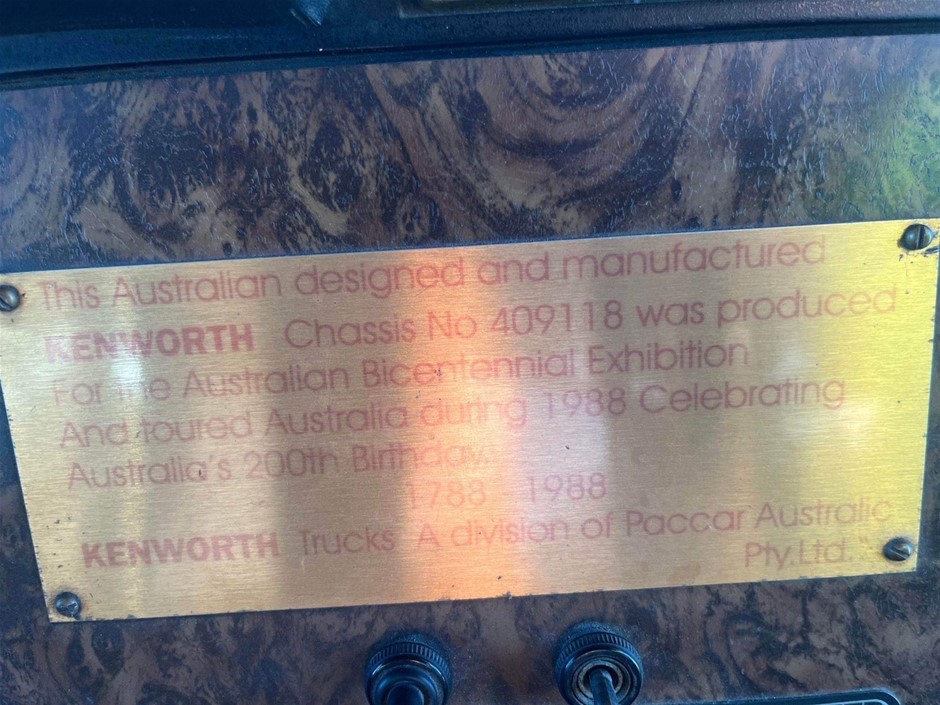 This Australian designed and manufactured
KENWORTH Chassis No 409118 was produced
For the Australian Bicentennial Exhibition
And toured Australia during 1988 Celebrating
Australia's 200th Birthday.
1788 1988
KENWORTH Trucks A division of Paccar Australia
Pty.Ltd.